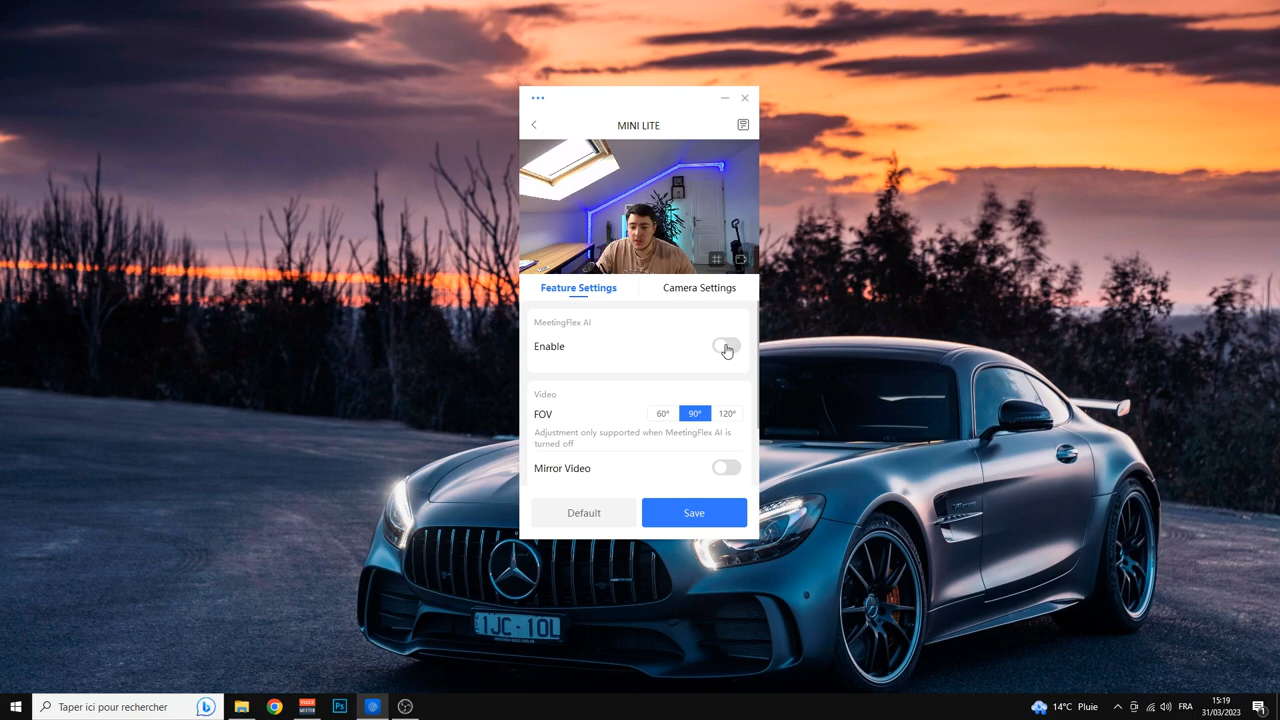 MINI LITE
Feature Settings
Camera Settings
MeetingFlex AI
Enable
Video
FOV
60°
90°
120°
Adjustment only supported when MeetingFlex AI is
turned off
Mirror Video
Default
Save
1JC·10L
Taper ici pour rechercher
Ps
14°C Pluie
FRA
15:19
31/03/2023